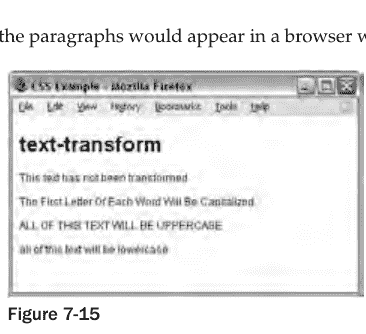 the paragraphs would appear in a browser w
CSS Example - Mozilla Firefox
File Edit View History Bookmarks Tools Help
text-transform
This text has not been transformed
The First Letter Of Each Word Will Be Capitalized.
ALL OF THIS TEXT WILL BE UPPERCASE
all of this text will be lowercase
Figure 7-15